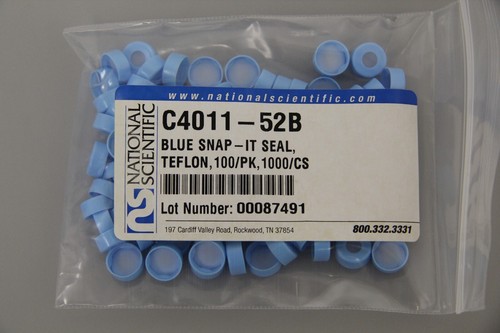 www.nationalscientific.com
NATIONAL
SCIENTIFIC
NS
C4011-52B
BLUE SNAP-IT SEAL,
TEFLON,100/PK,1000/CS
Lot Number: 00087491
197 Cardiff Valley Road, Rockwood, TN 37854
800.332.3331